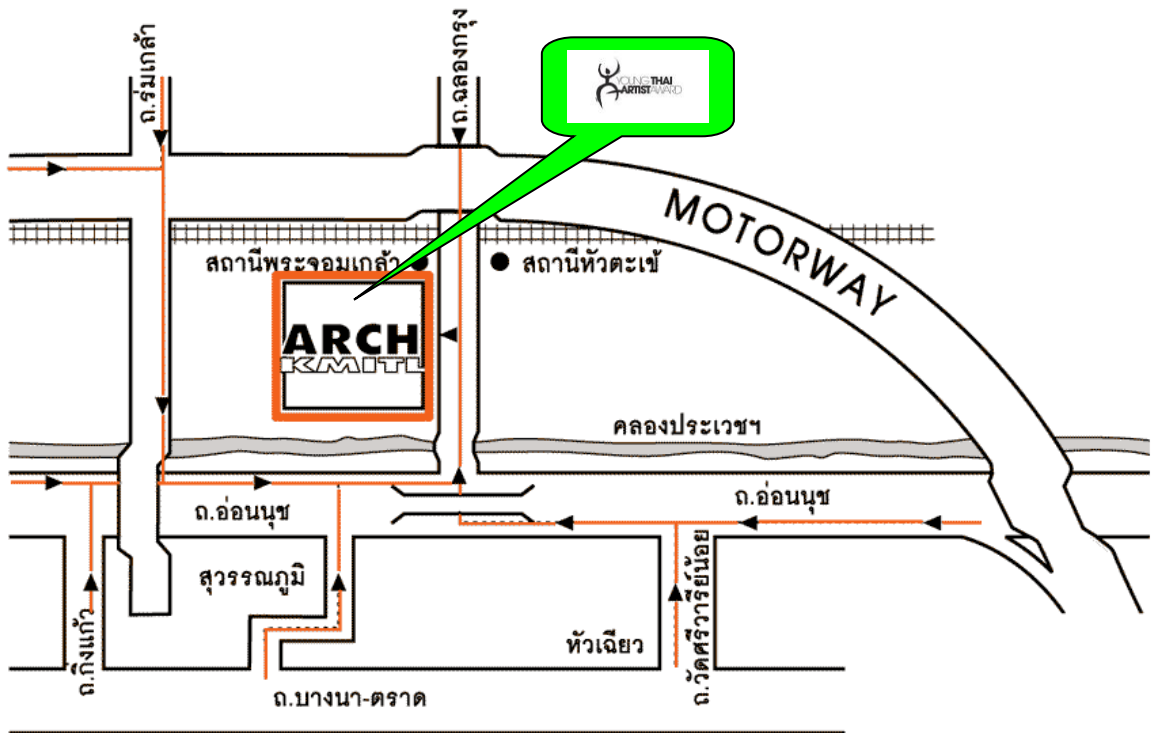 ถ.ร่มเกล้า
ถ.ฉลองกรุง
YOUNG THAI
ARTIST AWARD
MOTORWAY
สถานีพระจอมเกล้า
สถานีหัวตะเข้
ARCH
KMITL
คลองประเวชฯ
ถ.อ่อนนุช
ถ.อ่อนนุช
สุวรรณภูมิ
หัวเฉียว
ถ.กิ่งแก้ว
ถ.บางนา-ตราด
ถ.วัดศรีวารีย์น้อย